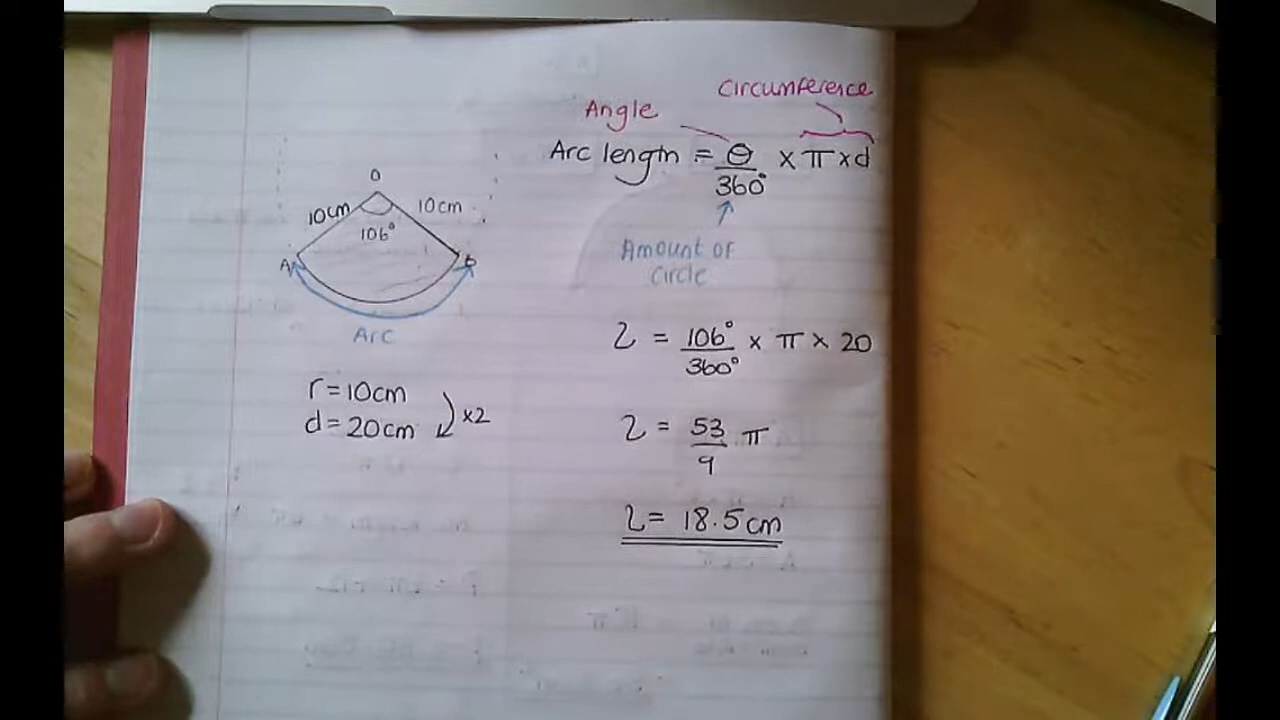 Circumference
Angle
Arc length = θ/360° × π × d
Amount of
circle
O
10cm
10cm
106°
A
B
Arc
r = 10cm
d = 20cm
×2
l = 106°/360° × π × 20
l = 53/9 π
l = 18.5cm